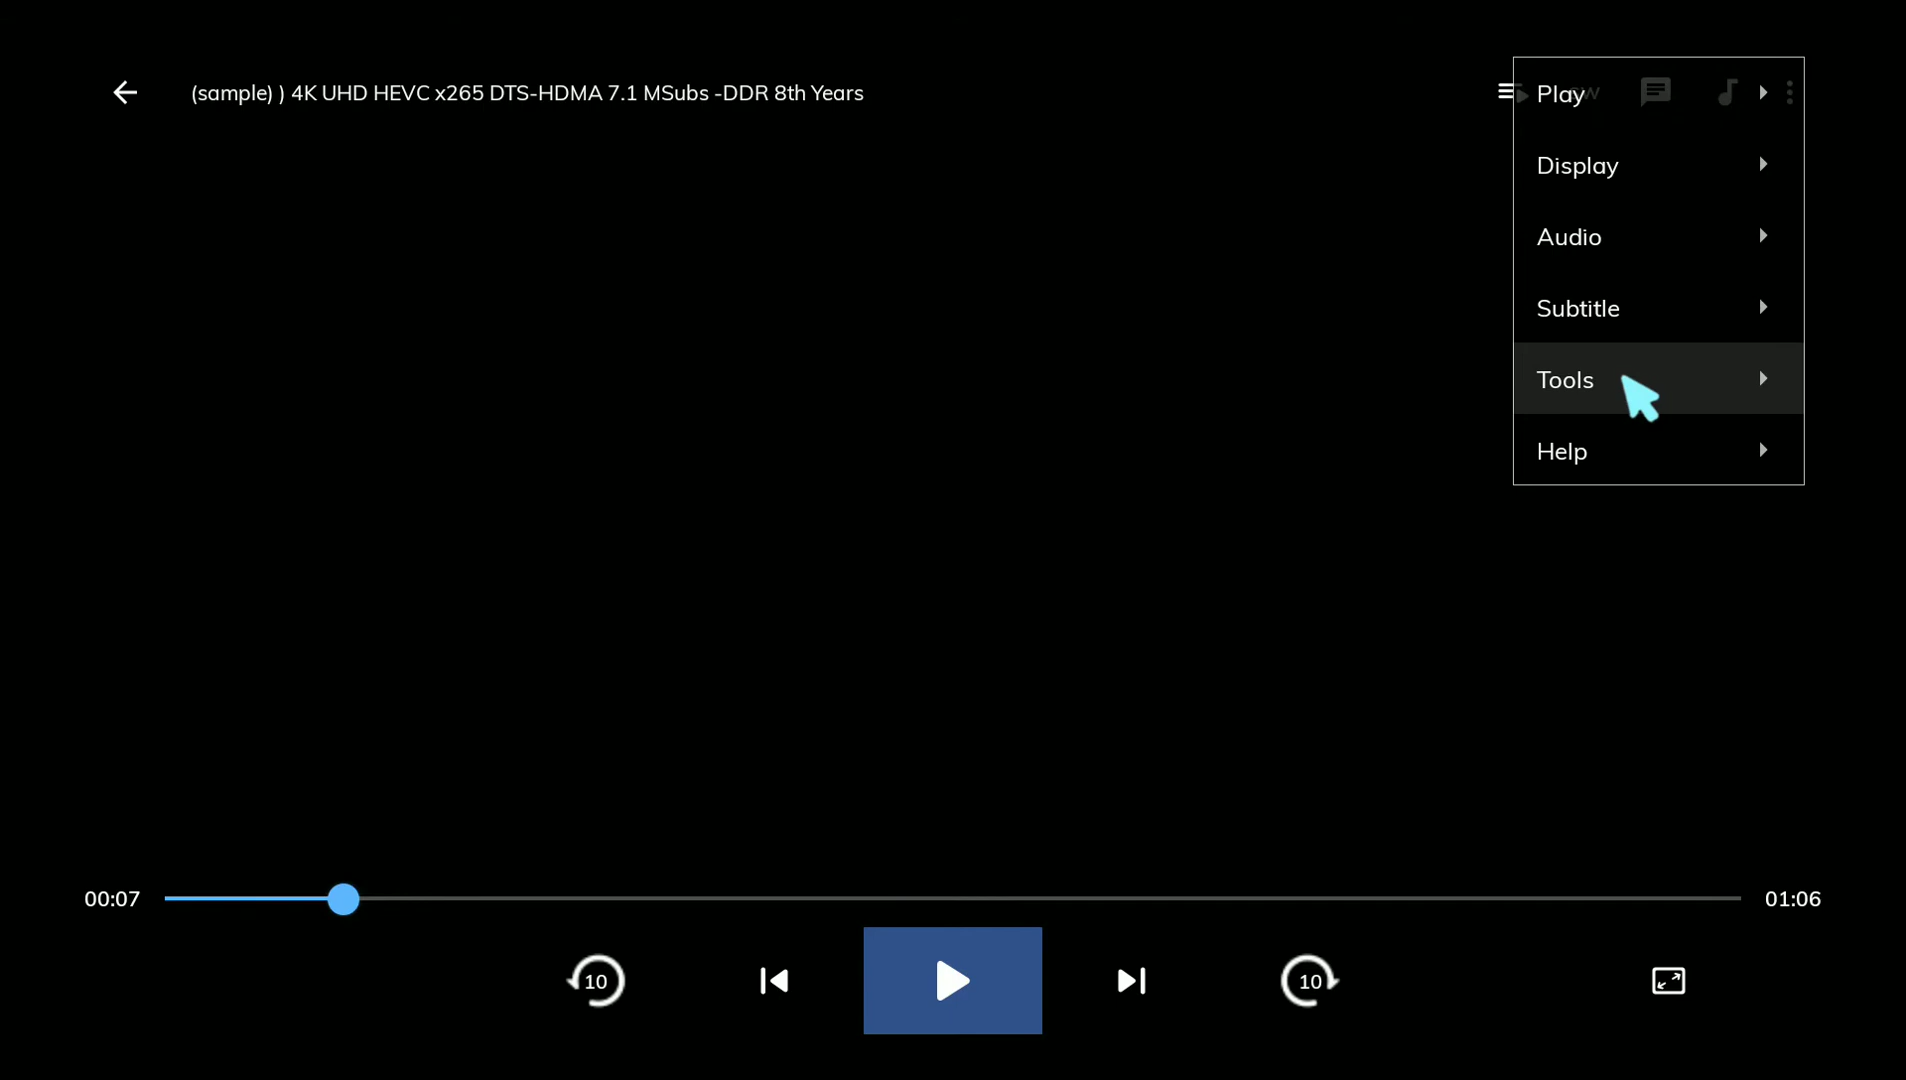 (sample) ) 4K UHD HEVC x265 DTS-HDMA 7.1 MSubs -DDR 8th Years
Play
Display
Audio
Subtitle
Tools
Help
00:07
01:06
10
10